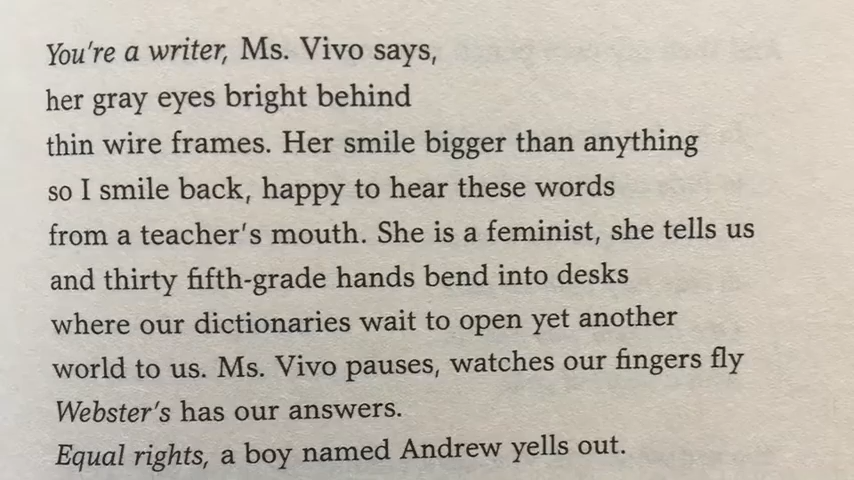 You're a writer, Ms. Vivo says,
her gray eyes bright behind
thin wire frames. Her smile bigger than anything
so I smile back, happy to hear these words
from a teacher's mouth. She is a feminist, she tells us
and thirty fifth-grade hands bend into desks
where our dictionaries wait to open yet another
world to us. Ms. Vivo pauses, watches our fingers fly
Webster's has our answers.
Equal rights, a boy named Andrew yells out.